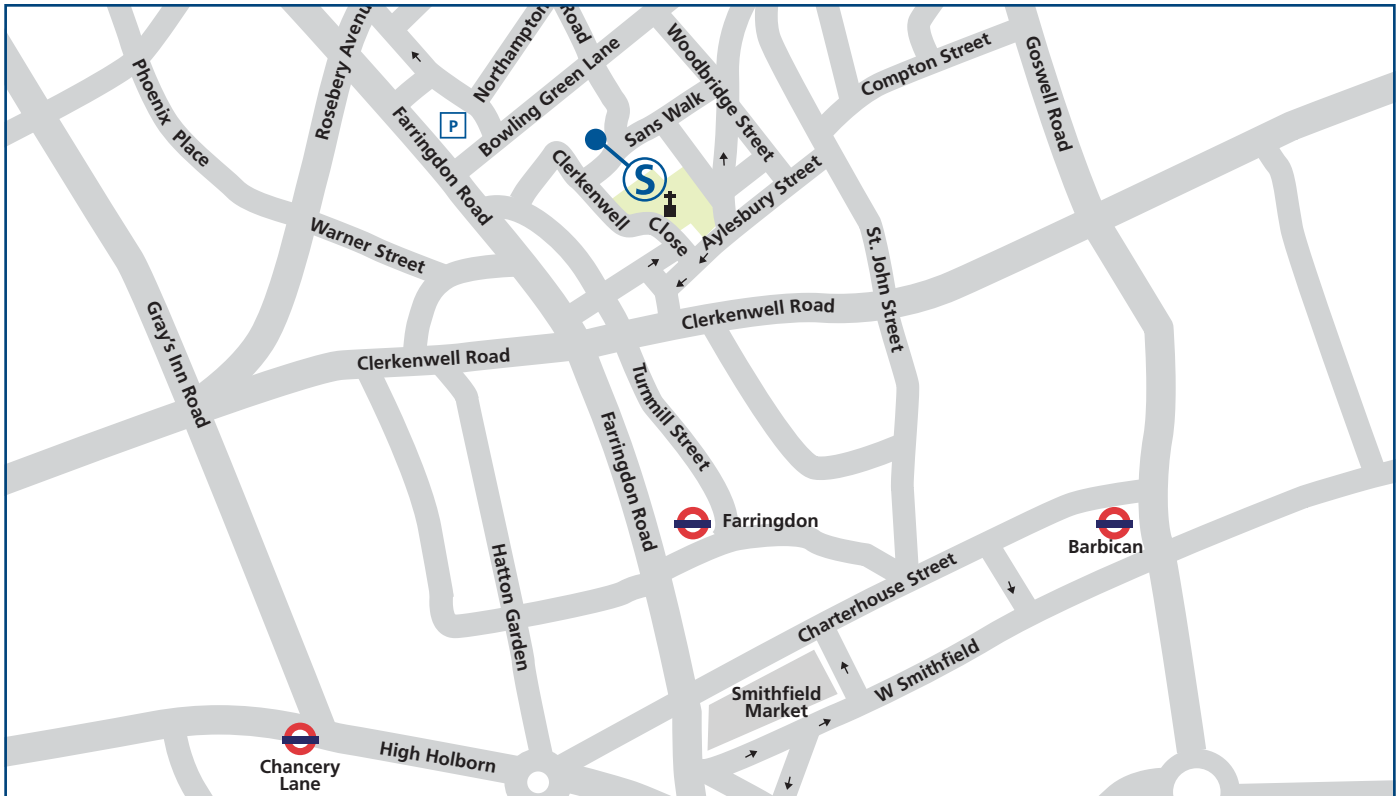 Phoenix Place
Rosebery Avenu
Northampton
Road
Bowling Green Lane
Woodbridge Street
Compton Street
Goswell Road
P
Farringdon Road
Sans Walk
S
Clerkenwell
Close
Aylesbury Street
Warner Street
St. John Street
Gray's Inn Road
Clerkenwell Road
Clerkenwell Road
Turnmill Street
Farringdon Road
Farringdon
Barbican
Hatton Garden
Charterhouse Street
W Smithfield
Smithfield
Market
High Holborn
Chancery
Lane